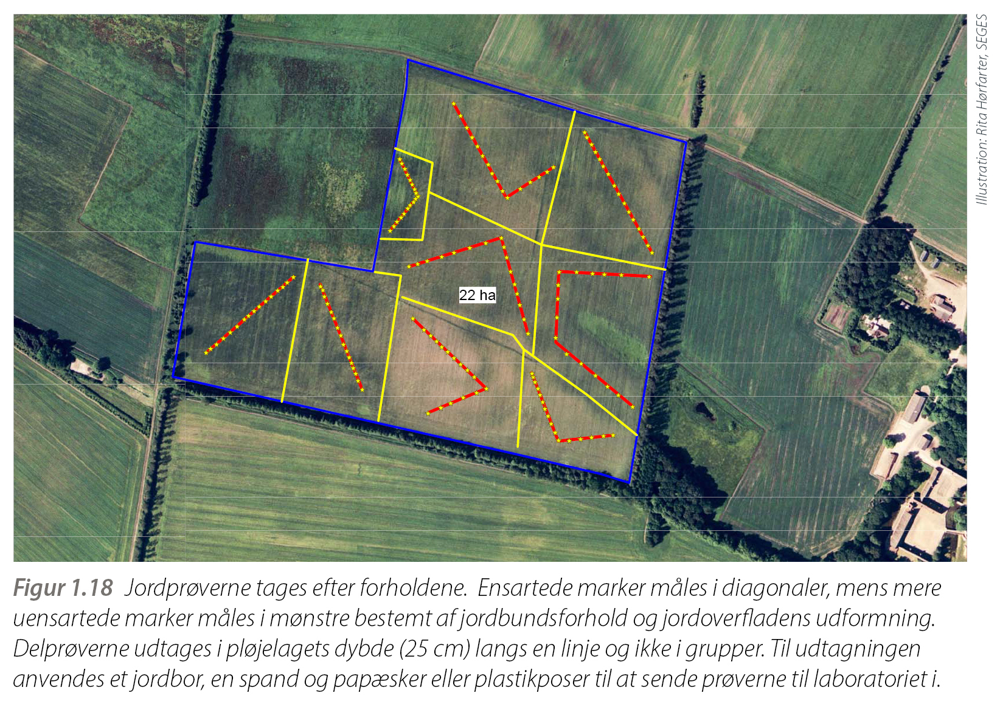 Illustration: Rita Hørfarter, SEGES
22 ha
Figur 1.18 Jordprøverne tages efter forholdene. Ensartede marker måles i diagonaler, mens mere
uensartede marker måles i mønstre bestemt af jordbundsforhold og jordoverfladens udformning.
Delprøverne udtages i pløjelagets dybde (25 cm) langs en linje og ikke i grupper. Til udtagningen
anvendes et jordbor, en spand og papæsker eller plastikposer til at sende prøverne til laboratoriet i.